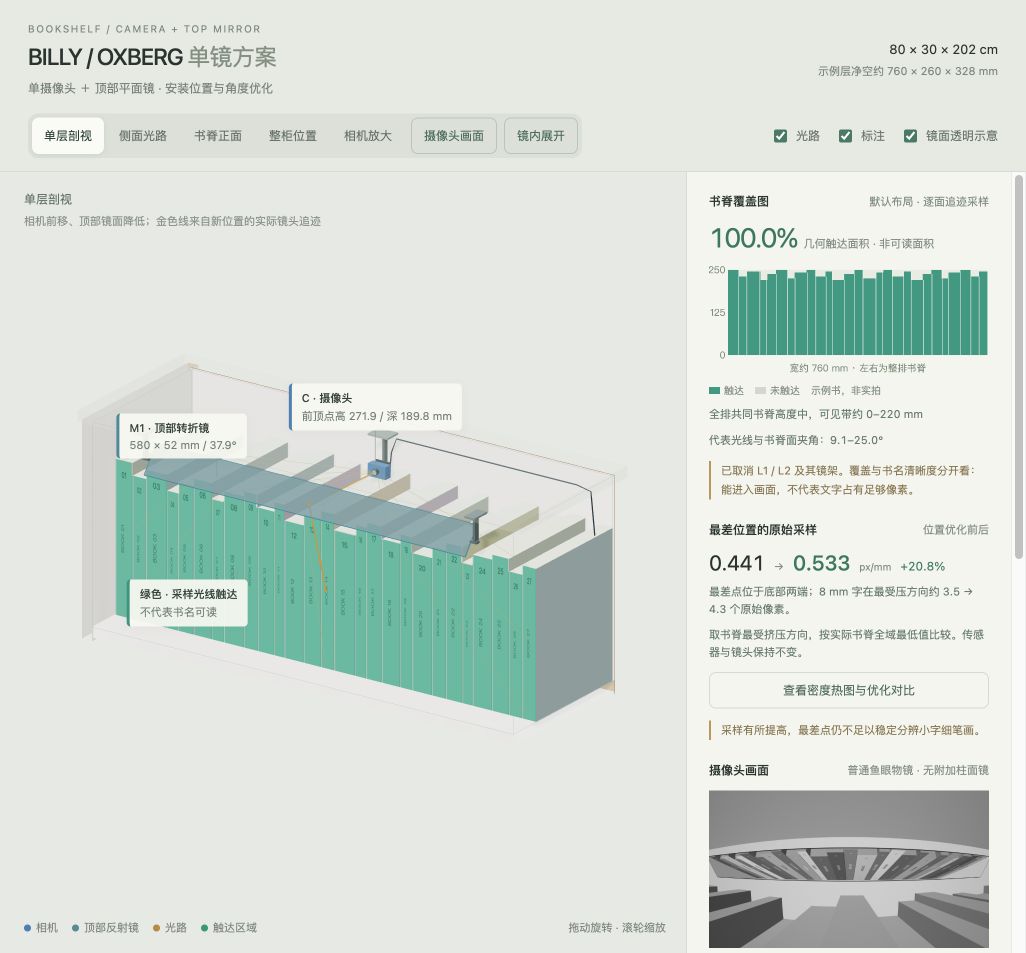 BOOKSHELF / CAMERA + TOP MIRROR
BILLY / OXBERG 单镜方案
单摄像头 + 顶部平面镜 · 安装位置与角度优化
80 × 30 × 202 cm
示例层净空约 760 × 260 × 328 mm
单层剖视 侧面光路 书脊正面 整柜位置 相机放大 摄像头画面 镜内展开
光路 标注 镜面透明示意
单层剖视
相机前移、顶部镜面降低；金色线来自新位置的实际镜头追迹
C · 摄像头
前顶点高 271.9 / 深 189.8 mm
M1 · 顶部转折镜
580 × 52 mm / 37.9°
绿色 · 采样光线触达
不代表书名可读
相机 顶部反射镜 光路 触达区域
拖动旋转 · 滚轮缩放
书脊覆盖图 默认布局 · 逐面追迹采样
100.0% 几何触达面积 · 非可读面积
250
125
0
宽约 760 mm · 左右为整排书脊
触达 未触达 示例书，非实拍
全排共同书脊高度中，可见带约 0–220 mm
代表光线与书脊面夹角：9.1–25.0°
已取消 L1 / L2 及其镜架。覆盖与书名清晰度分开看：
能进入画面，不代表文字占有足够像素。
最差位置的原始采样 位置优化前后
0.441 → 0.533 px/mm +20.8%
最差点位于底部两端；8 mm 字在最受压方向约 3.5 →
4.3 个原始像素。
取书脊最受挤压方向，按实际书脊全域最低值比较。传感
器与镜头保持不变。
查看密度热图与优化对比
采样有所提高，最差点仍不足以稳定分辨小字细笔画。
摄像头画面 普通鱼眼物镜 · 无附加柱面镜